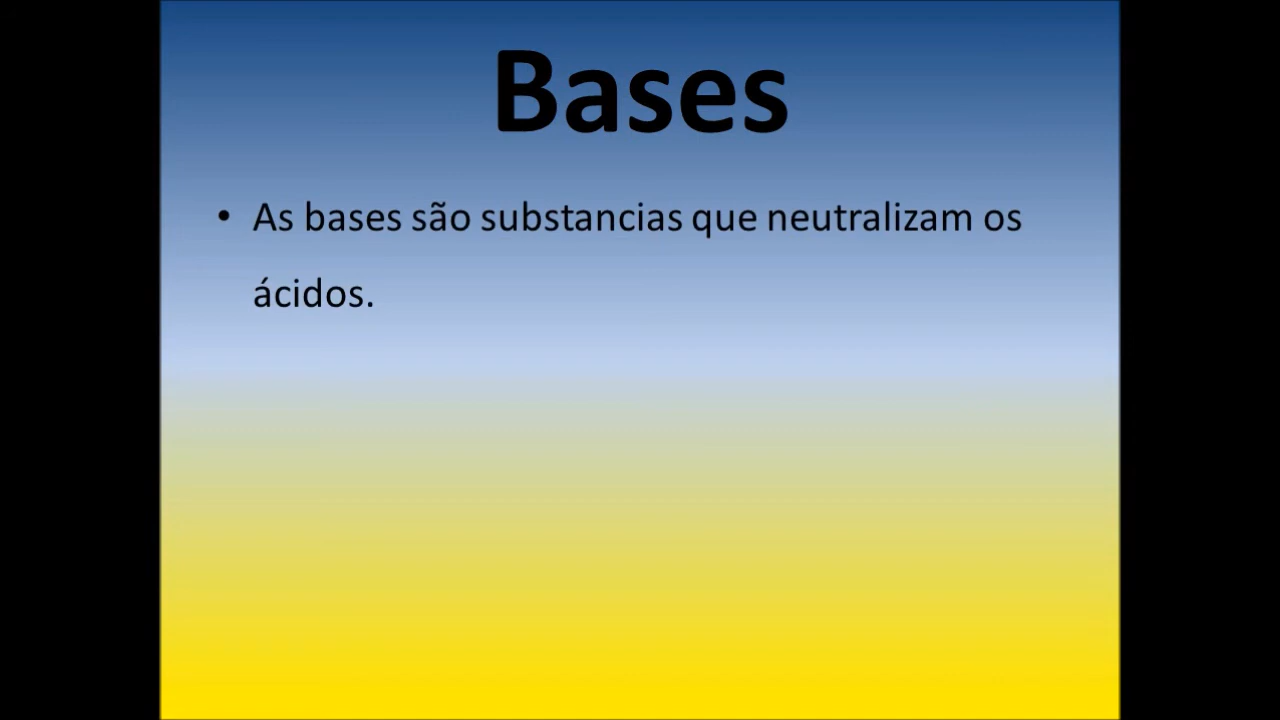 Bases
• As bases são substancias que neutralizam os
ácidos.